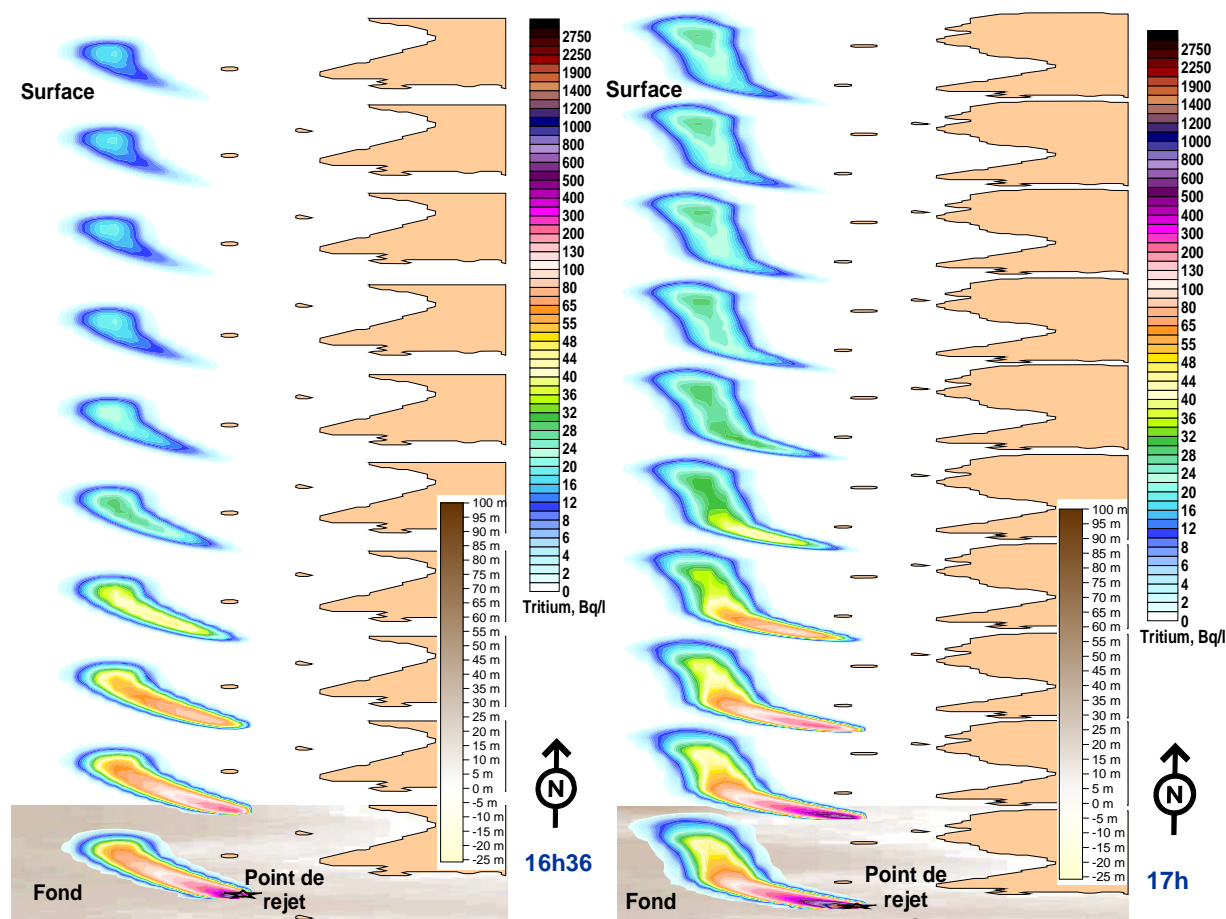 Surface
2750
2250
1900
1400
1200
1000
800
600
500
400
300
200
130
100
80
65
55
48
44
40
36
32
28
24
20
16
12
8
6
4
2
0
Tritium, Bq/l
100 m
95 m
90 m
85 m
80 m
75 m
70 m
65 m
60 m
55 m
50 m
45 m
40 m
35 m
30 m
25 m
20 m
15 m
10 m
5 m
0 m
-5 m
-10 m
-15 m
-20 m
-25 m
N
16h36
Fond
Point de
rejet
Surface
2750
2250
1900
1400
1200
1000
800
600
500
400
300
200
130
100
80
65
55
48
44
40
36
32
28
24
20
16
12
8
6
4
2
0
Tritium, Bq/l
100 m
95 m
90 m
85 m
80 m
75 m
70 m
65 m
60 m
55 m
50 m
45 m
40 m
35 m
30 m
25 m
20 m
15 m
10 m
5 m
0 m
-5 m
-10 m
-15 m
-20 m
-25 m
N
17h
Fond
Point de
rejet